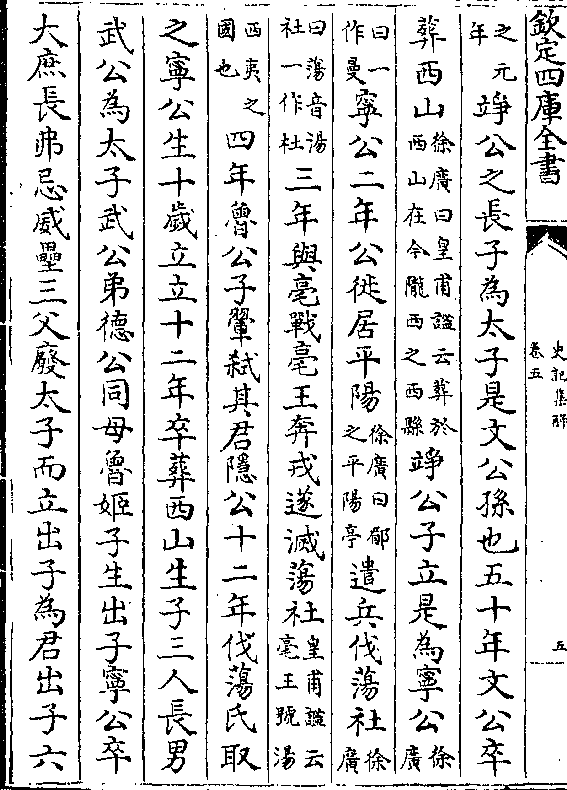 欽定四庫全書
史記集解
卷五
五
之元年竫公之長子為太子是文公孫也五十年文公卒
葬西山徐廣曰皇甫謐云葬於西山在今隴西之西縣竫公子立是為寧公徐廣
曰一作曼寧公二年公徙居平陽徐廣曰郿之平陽亭遣兵伐蕩社徐廣
曰蕩音湯社一作杜三年與毫戰毫王奔戎遂滅蕩社皇甫謐云毫王號湯
西夷之國也四年魯公子翬弑其君隱公十二年伐蕩氏取
之寧公生十歲立立十二年卒葬西山生子三人長男
武公為太子武公弟德公同母魯姬子生出子寧公卒
大庶長弗忌威壘三父廢太子而立出子為君出子六